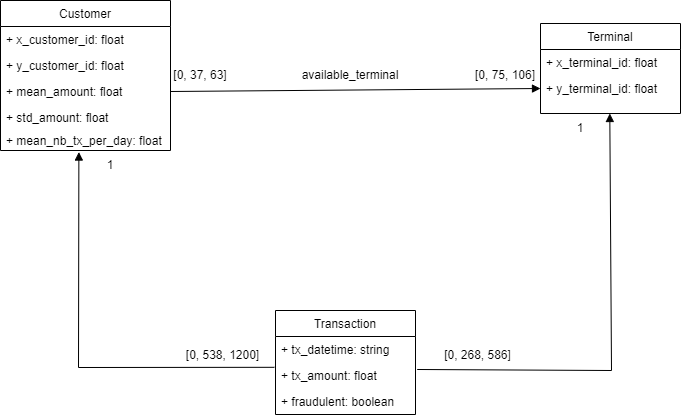 Customer
+ x_customer_id: float
+ y_customer_id: float
+ mean_amount: float
+ std_amount: float
+ mean_nb_tx_per_day: float
[0, 37, 63]
available_terminal
[0, 75, 106]
Terminal
+ x_terminal_id: float
+ y_terminal_id: float
1
1
Transaction
+ tx_datetime: string
+ tx_amount: float
+ fraudulent: boolean
[0, 538, 1200]
[0, 268, 586]